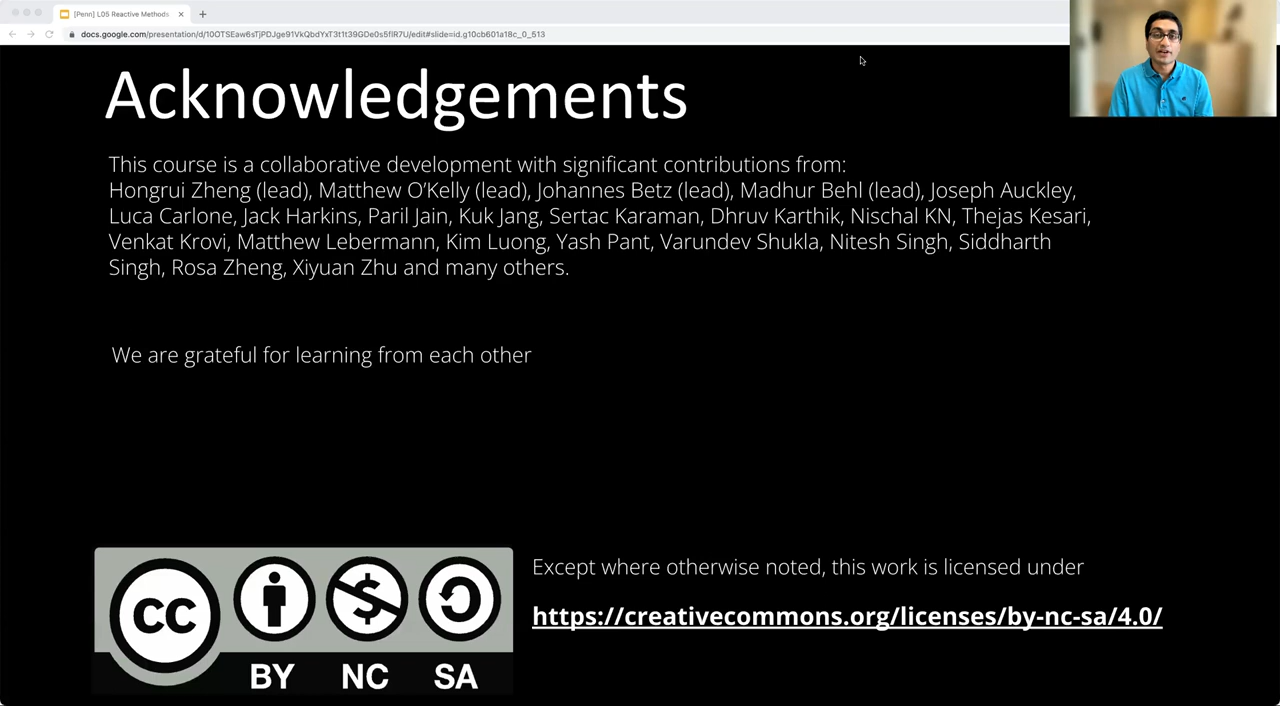 [Penn] L05 Reactive Methods
docs.google.com/presentation/d/10OTSEaw6sTjPDJge91VkQbdYxT3t1t39GDe0s5flR7U/edit#slide=id.g10cb601a18c_0_513
Acknowledgements
This course is a collaborative development with significant contributions from:
Hongrui Zheng (lead), Matthew O'Kelly (lead), Johannes Betz (lead), Madhur Behl (lead), Joseph Auckley,
Luca Carlone, Jack Harkins, Paril Jain, Kuk Jang, Sertac Karaman, Dhruv Karthik, Nischal KN, Thejas Kesari,
Venkat Krovi, Matthew Lebermann, Kim Luong, Yash Pant, Varundev Shukla, Nitesh Singh, Siddharth
Singh, Rosa Zheng, Xiyuan Zhu and many others.
We are grateful for learning from each other
Except where otherwise noted, this work is licensed under
https://creativecommons.org/licenses/by-nc-sa/4.0/
CC
BY NC SA